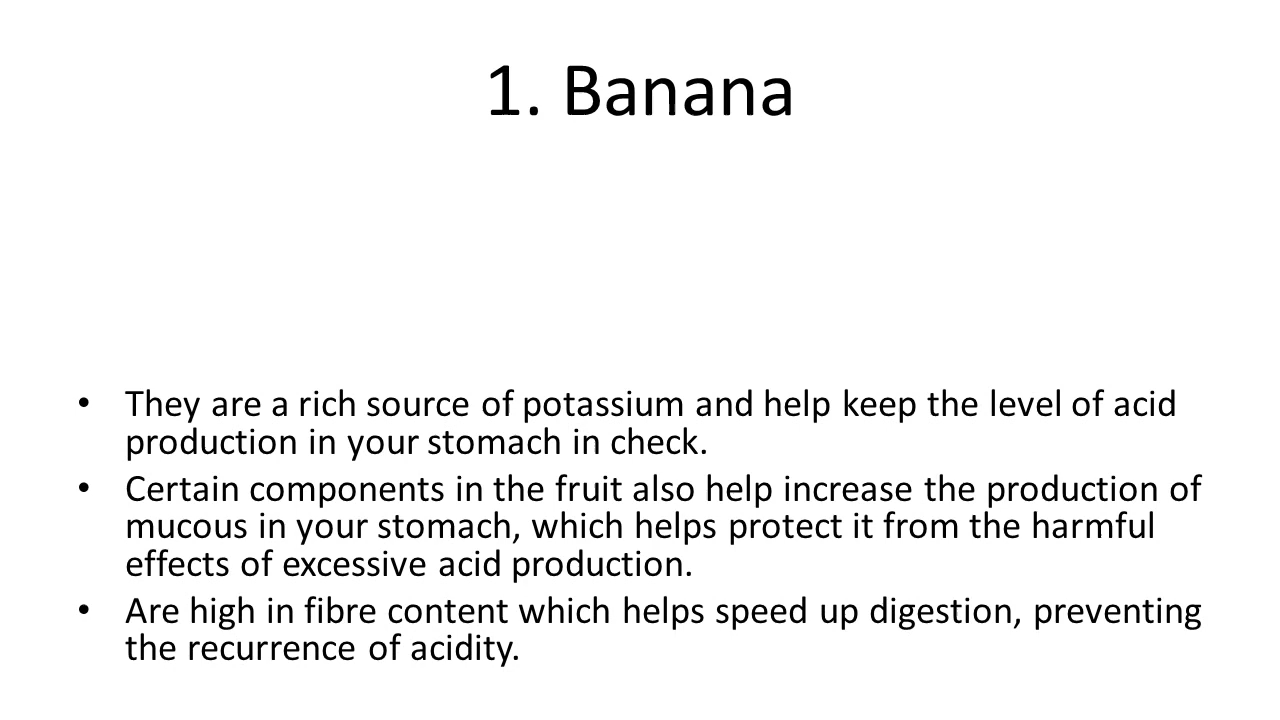 1. Banana
• They are a rich source of potassium and help keep the level of acid
production in your stomach in check.
• Certain components in the fruit also help increase the production of
mucous in your stomach, which helps protect it from the harmful
effects of excessive acid production.
• Are high in fibre content which helps speed up digestion, preventing
the recurrence of acidity.